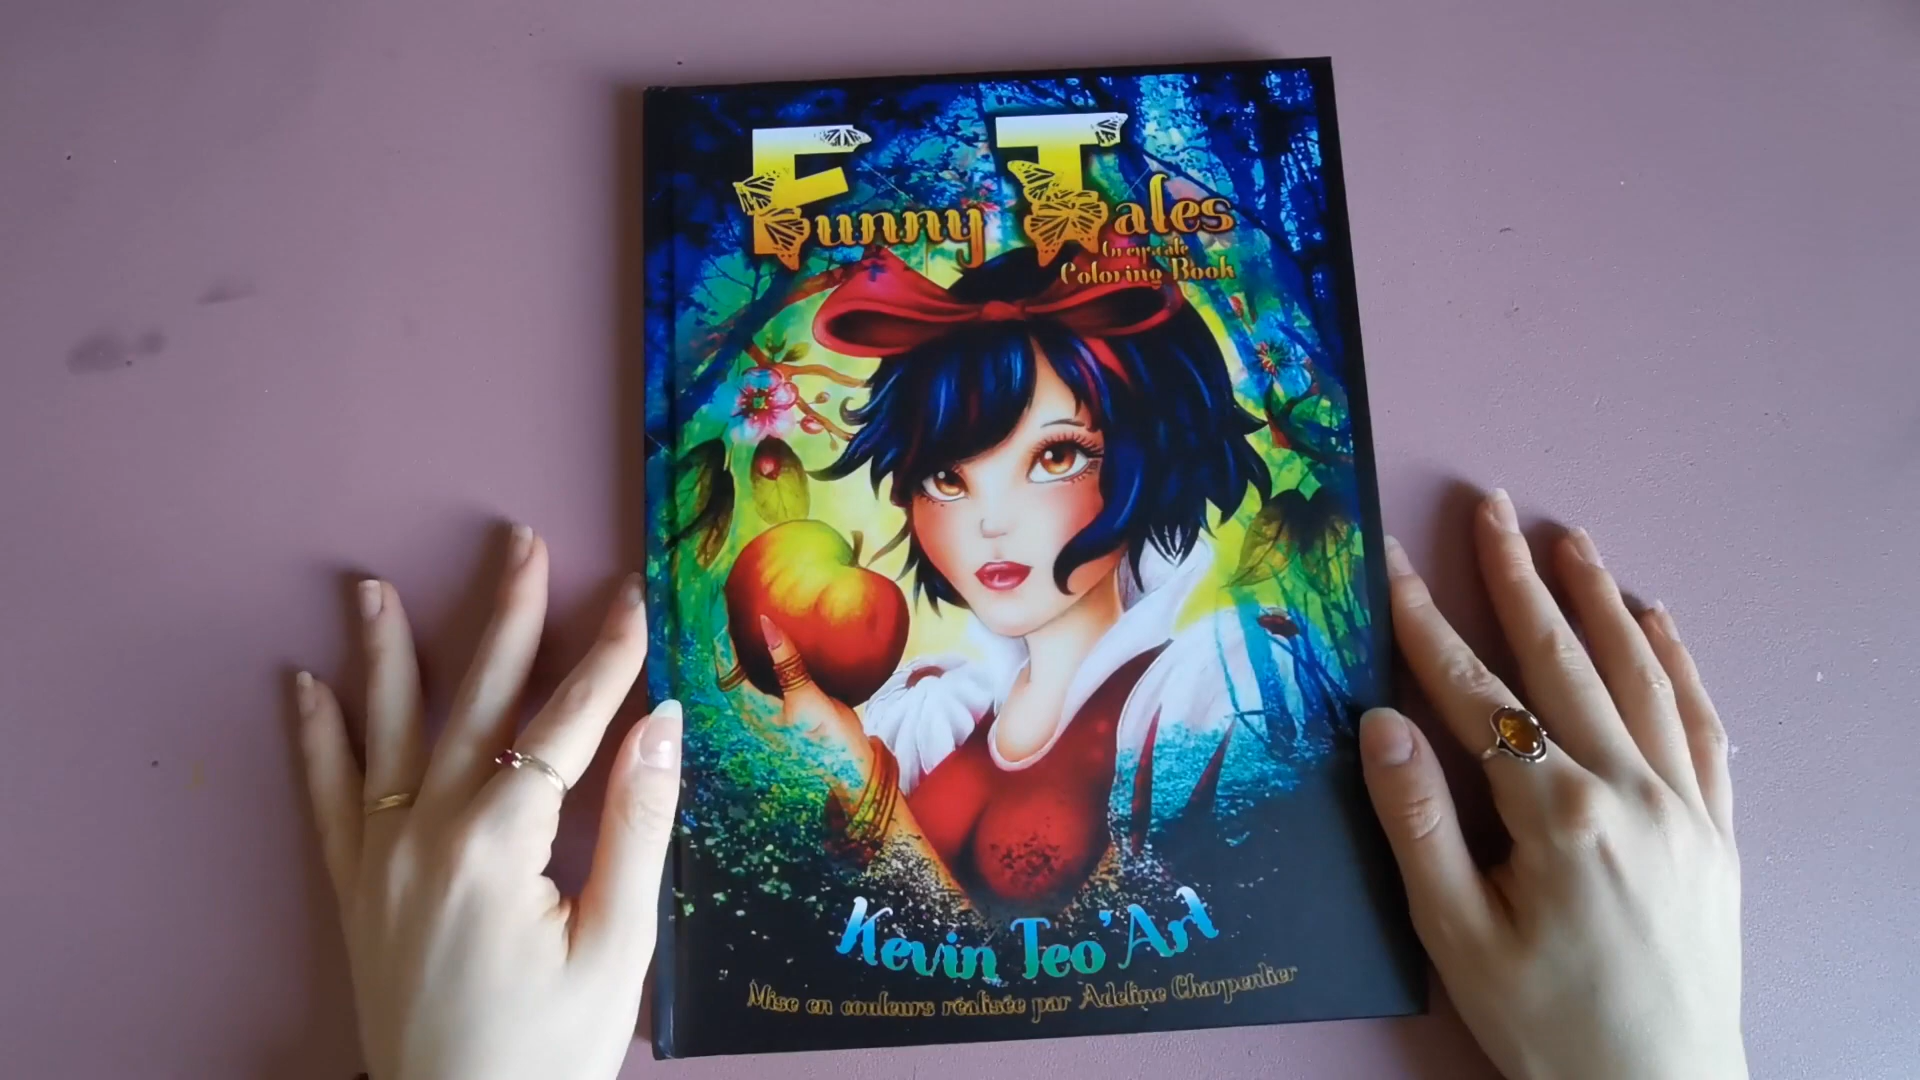 Funny Tales
Coloring Book
Kevin Teo'Art
Mise en couleurs réalisée par Adeline Charpentier